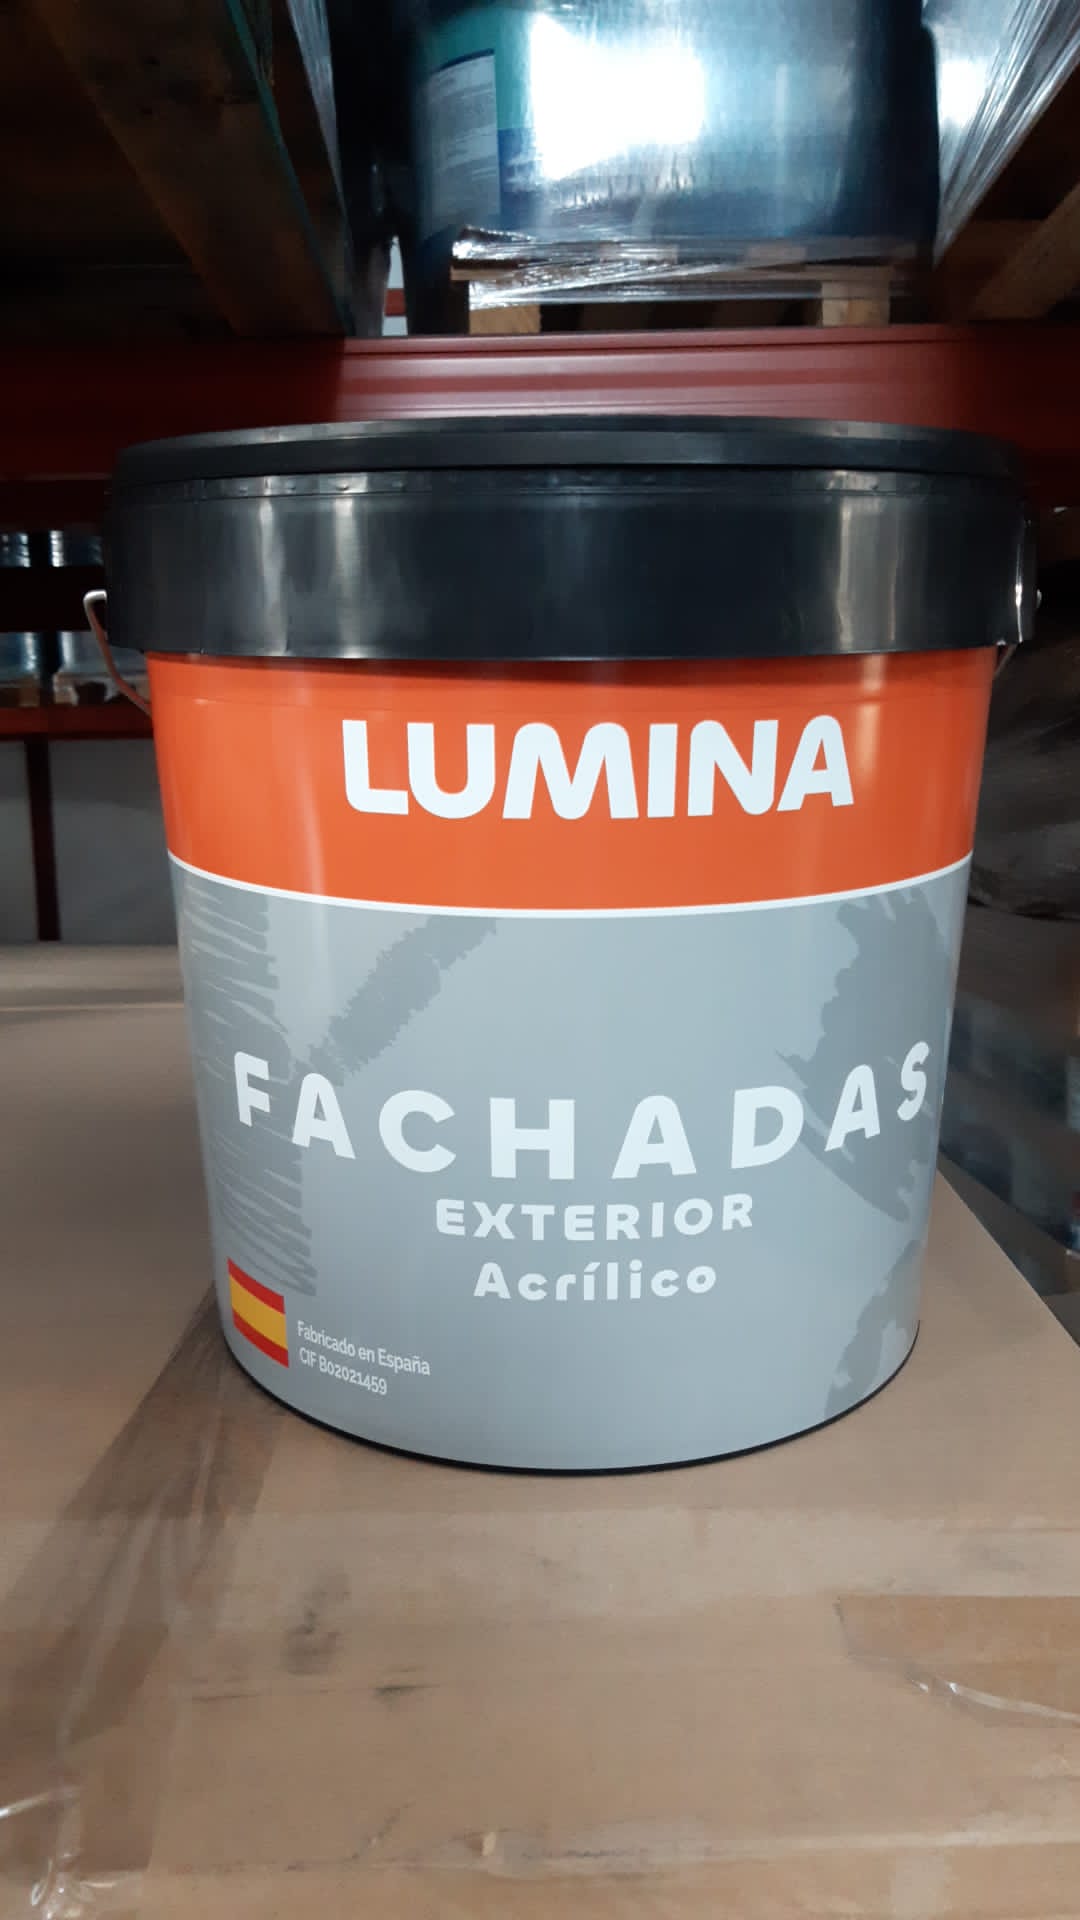 LUMINA
FACHADAS
EXTERIOR
Acrílico
Fabricado en España
CIF B02021459